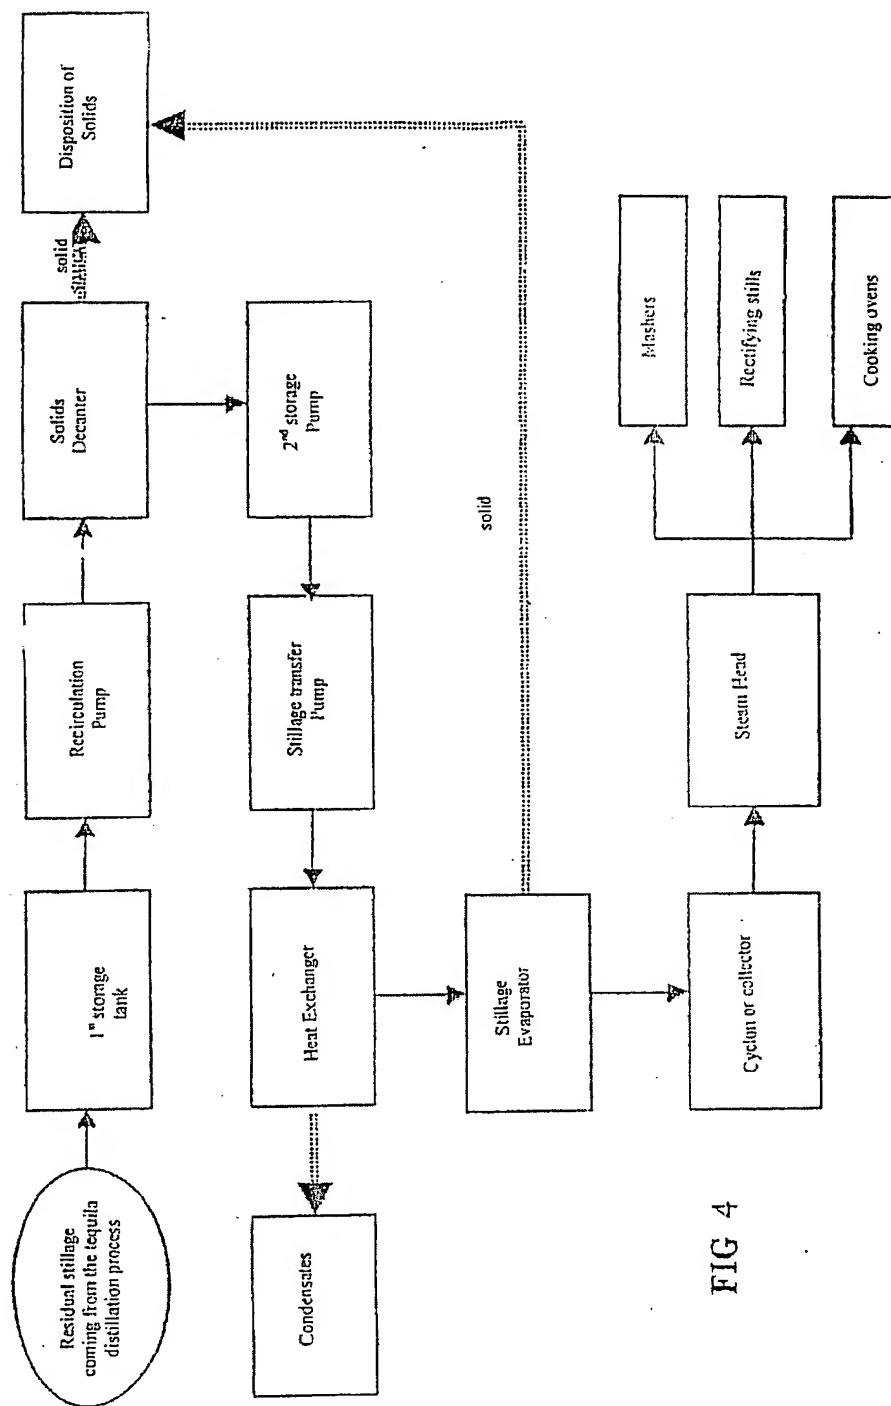 Residual stillage
coming from the tequila
distillation process
1st storage
tank
Recirculation
Pump
Solids
Decanter
solid
Disposition of
Solids
Condensates
Heat Exchanger
Stillage transfer
Pump
2nd storage
Pump
Stillage
Evaporator
solid
Cyclon or collector
Steam Head
Mashers
Rectifying stills
Cooking ovens
FIG 4